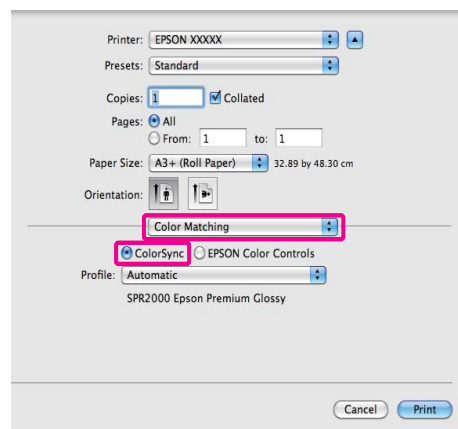 Printer: EPSON XXXXX
Presets: Standard
Copies: 1 Collated
Pages: All
From: 1 to: 1
Paper Size: A3+ (Roll Paper) 32.89 by 48.30 cm
Orientation:
Color Matching
ColorSync EPSON Color Controls
Profile: Automatic
SPR2000 Epson Premium Glossy
Cancel Print